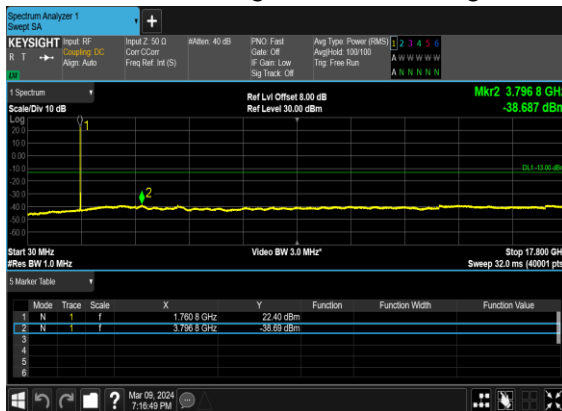 Spectrum Analyzer 1
Swept SA
+
KEYSIGHT Input: RF Input Z: 50 Ω #Atten: 40 dB PNO: Fast Avg Type: Power (RMS) 1 2 3 4 5 6
R T Coupling: DC Corr CCorr Gate: Off Avg|Hold: 100/100 A W W W W W
Align: Auto Freq Ref: Int (S) IF Gain: Low Trig: Free Run
Sig Track: Off A N N N N N
1 Spectrum
Scale/Div 10 dB
Ref Lvl Offset 8.00 dB
Ref Level 30.00 dBm
Mkr2 3.796 8 GHz
-38.687 dBm
Log
20.0
10.0
0.00
-10.0
-20.0
-30.0
-40.0
-50.0
-60.0
1
2
DL1 -13.00 dBm
Start 30 MHz Video BW 3.0 MHz* Stop 17.800 GHz
#Res BW 1.0 MHz Sweep 32.0 ms (40001 pts)
5 Marker Table
Mode Trace Scale X Y Function Function Width Function Value
1 N 1 f 1.760 8 GHz 22.40 dBm
2 N 1 f 3.796 8 GHz -38.69 dBm
3
4
5
6
?
Mar 09, 2024
7:16:49 PM